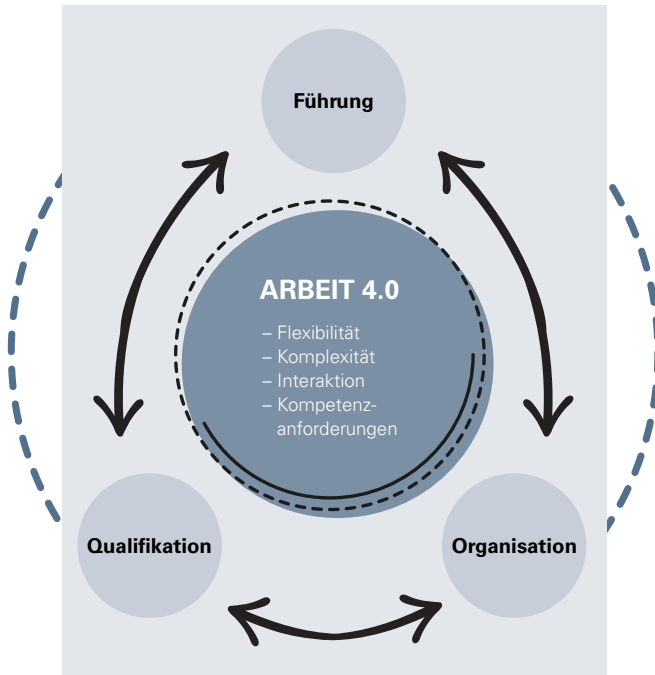 Führung
ARBEIT 4.0
– Flexibilität
– Komplexität
– Interaktion
– Kompetenz-
anforderungen
Qualifikation
Organisation